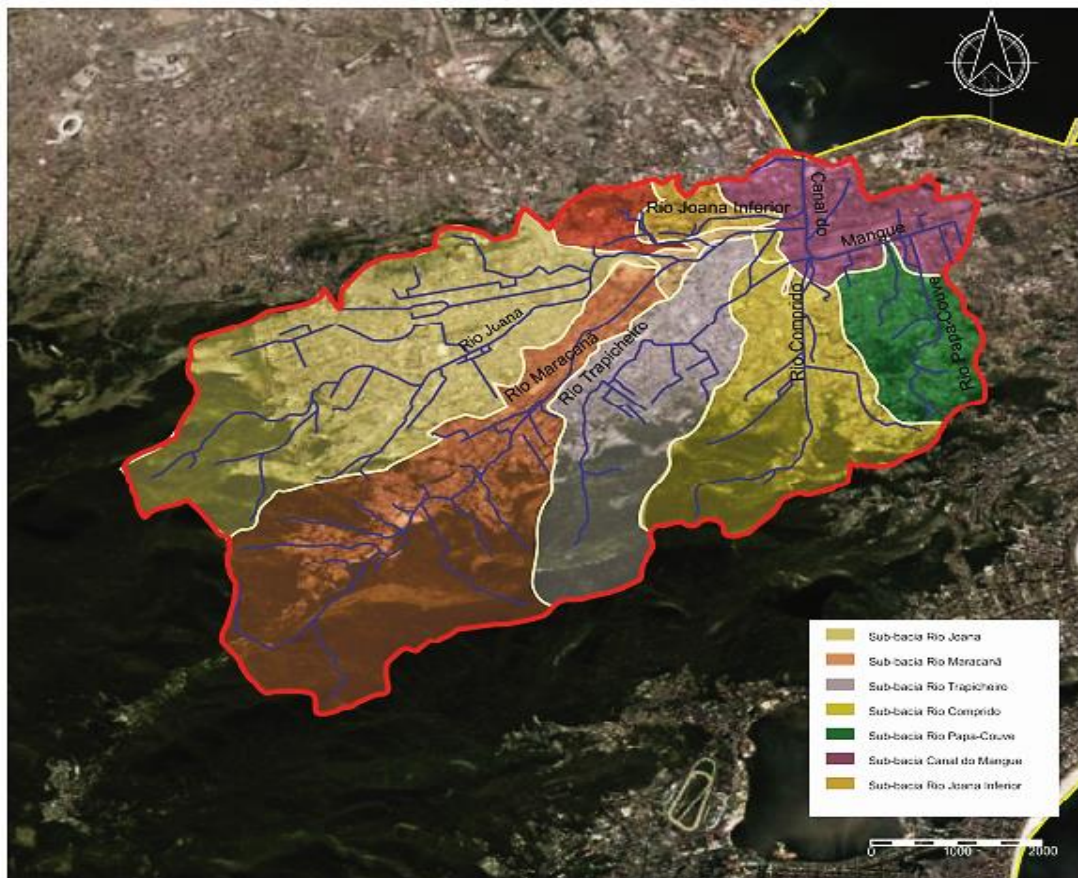 Rio Joana Inferior
Canal do
Mangue
Rio Joana
Rio Maracanã
Rio Trapicheiro
Rio Comprido
Rio Papa-Couve
Sub-bacia Rio Joana
Sub-bacia Rio Maracanã
Sub-bacia Rio Trapicheiro
Sub-bacia Rio Comprido
Sub-bacia Rio Papa-Couve
Sub-bacia Canal do Mangue
Sub-bacia Rio Joana Inferior
0 1000 2000